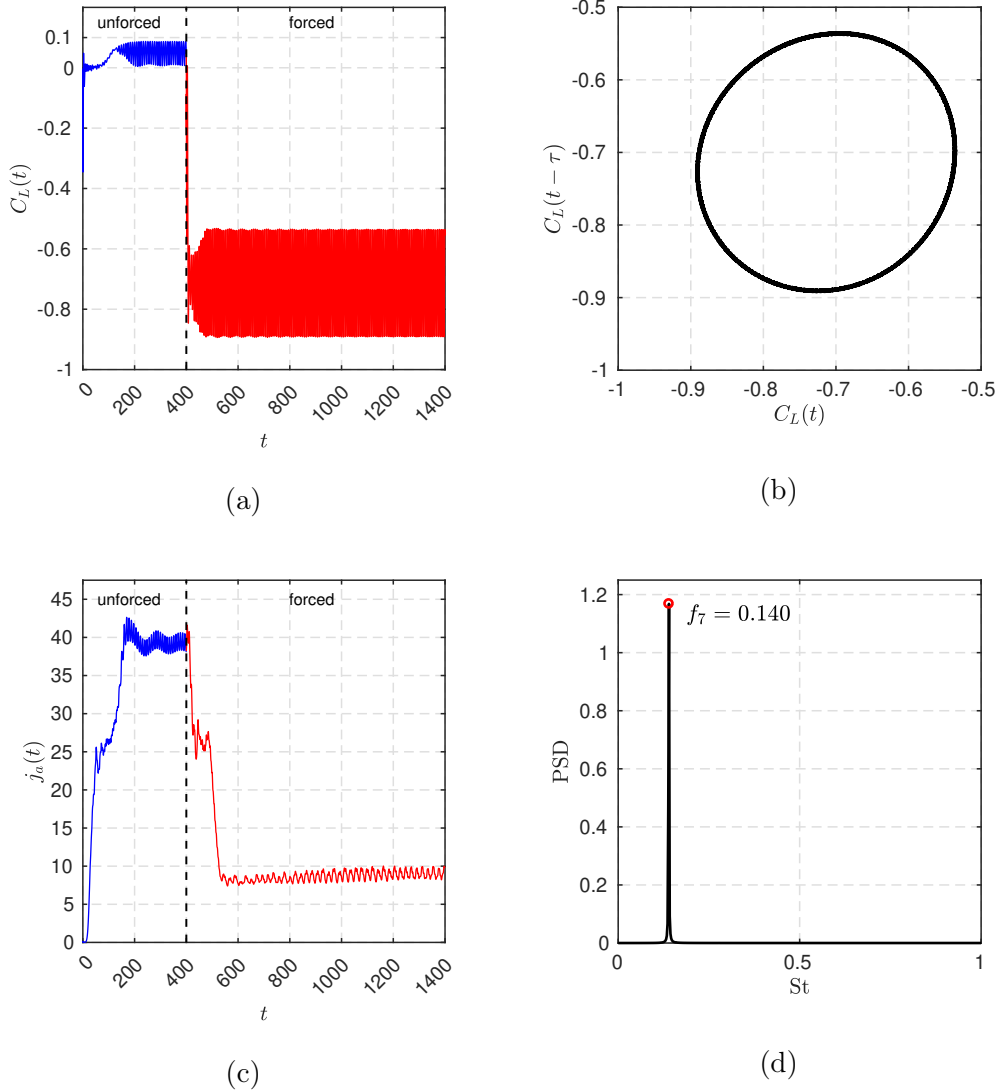 unforced forced
0.1
0
-0.2
-0.4
-0.6
-0.8
-1
C_L(t)
0 200 400 600 800 1000 1200 1400
t
(a)
-0.5
-0.6
-0.7
-0.8
-0.9
-1
C_L(t − τ)
-1 -0.9 -0.8 -0.7 -0.6 -0.5
C_L(t)
(b)
unforced forced
45
40
35
30
25
20
15
10
5
0
j_a(t)
0 200 400 600 800 1000 1200 1400
t
(c)
1.2
1
0.8
0.6
0.4
0.2
0
PSD
f_7 = 0.140
0 0.5 1
St
(d)